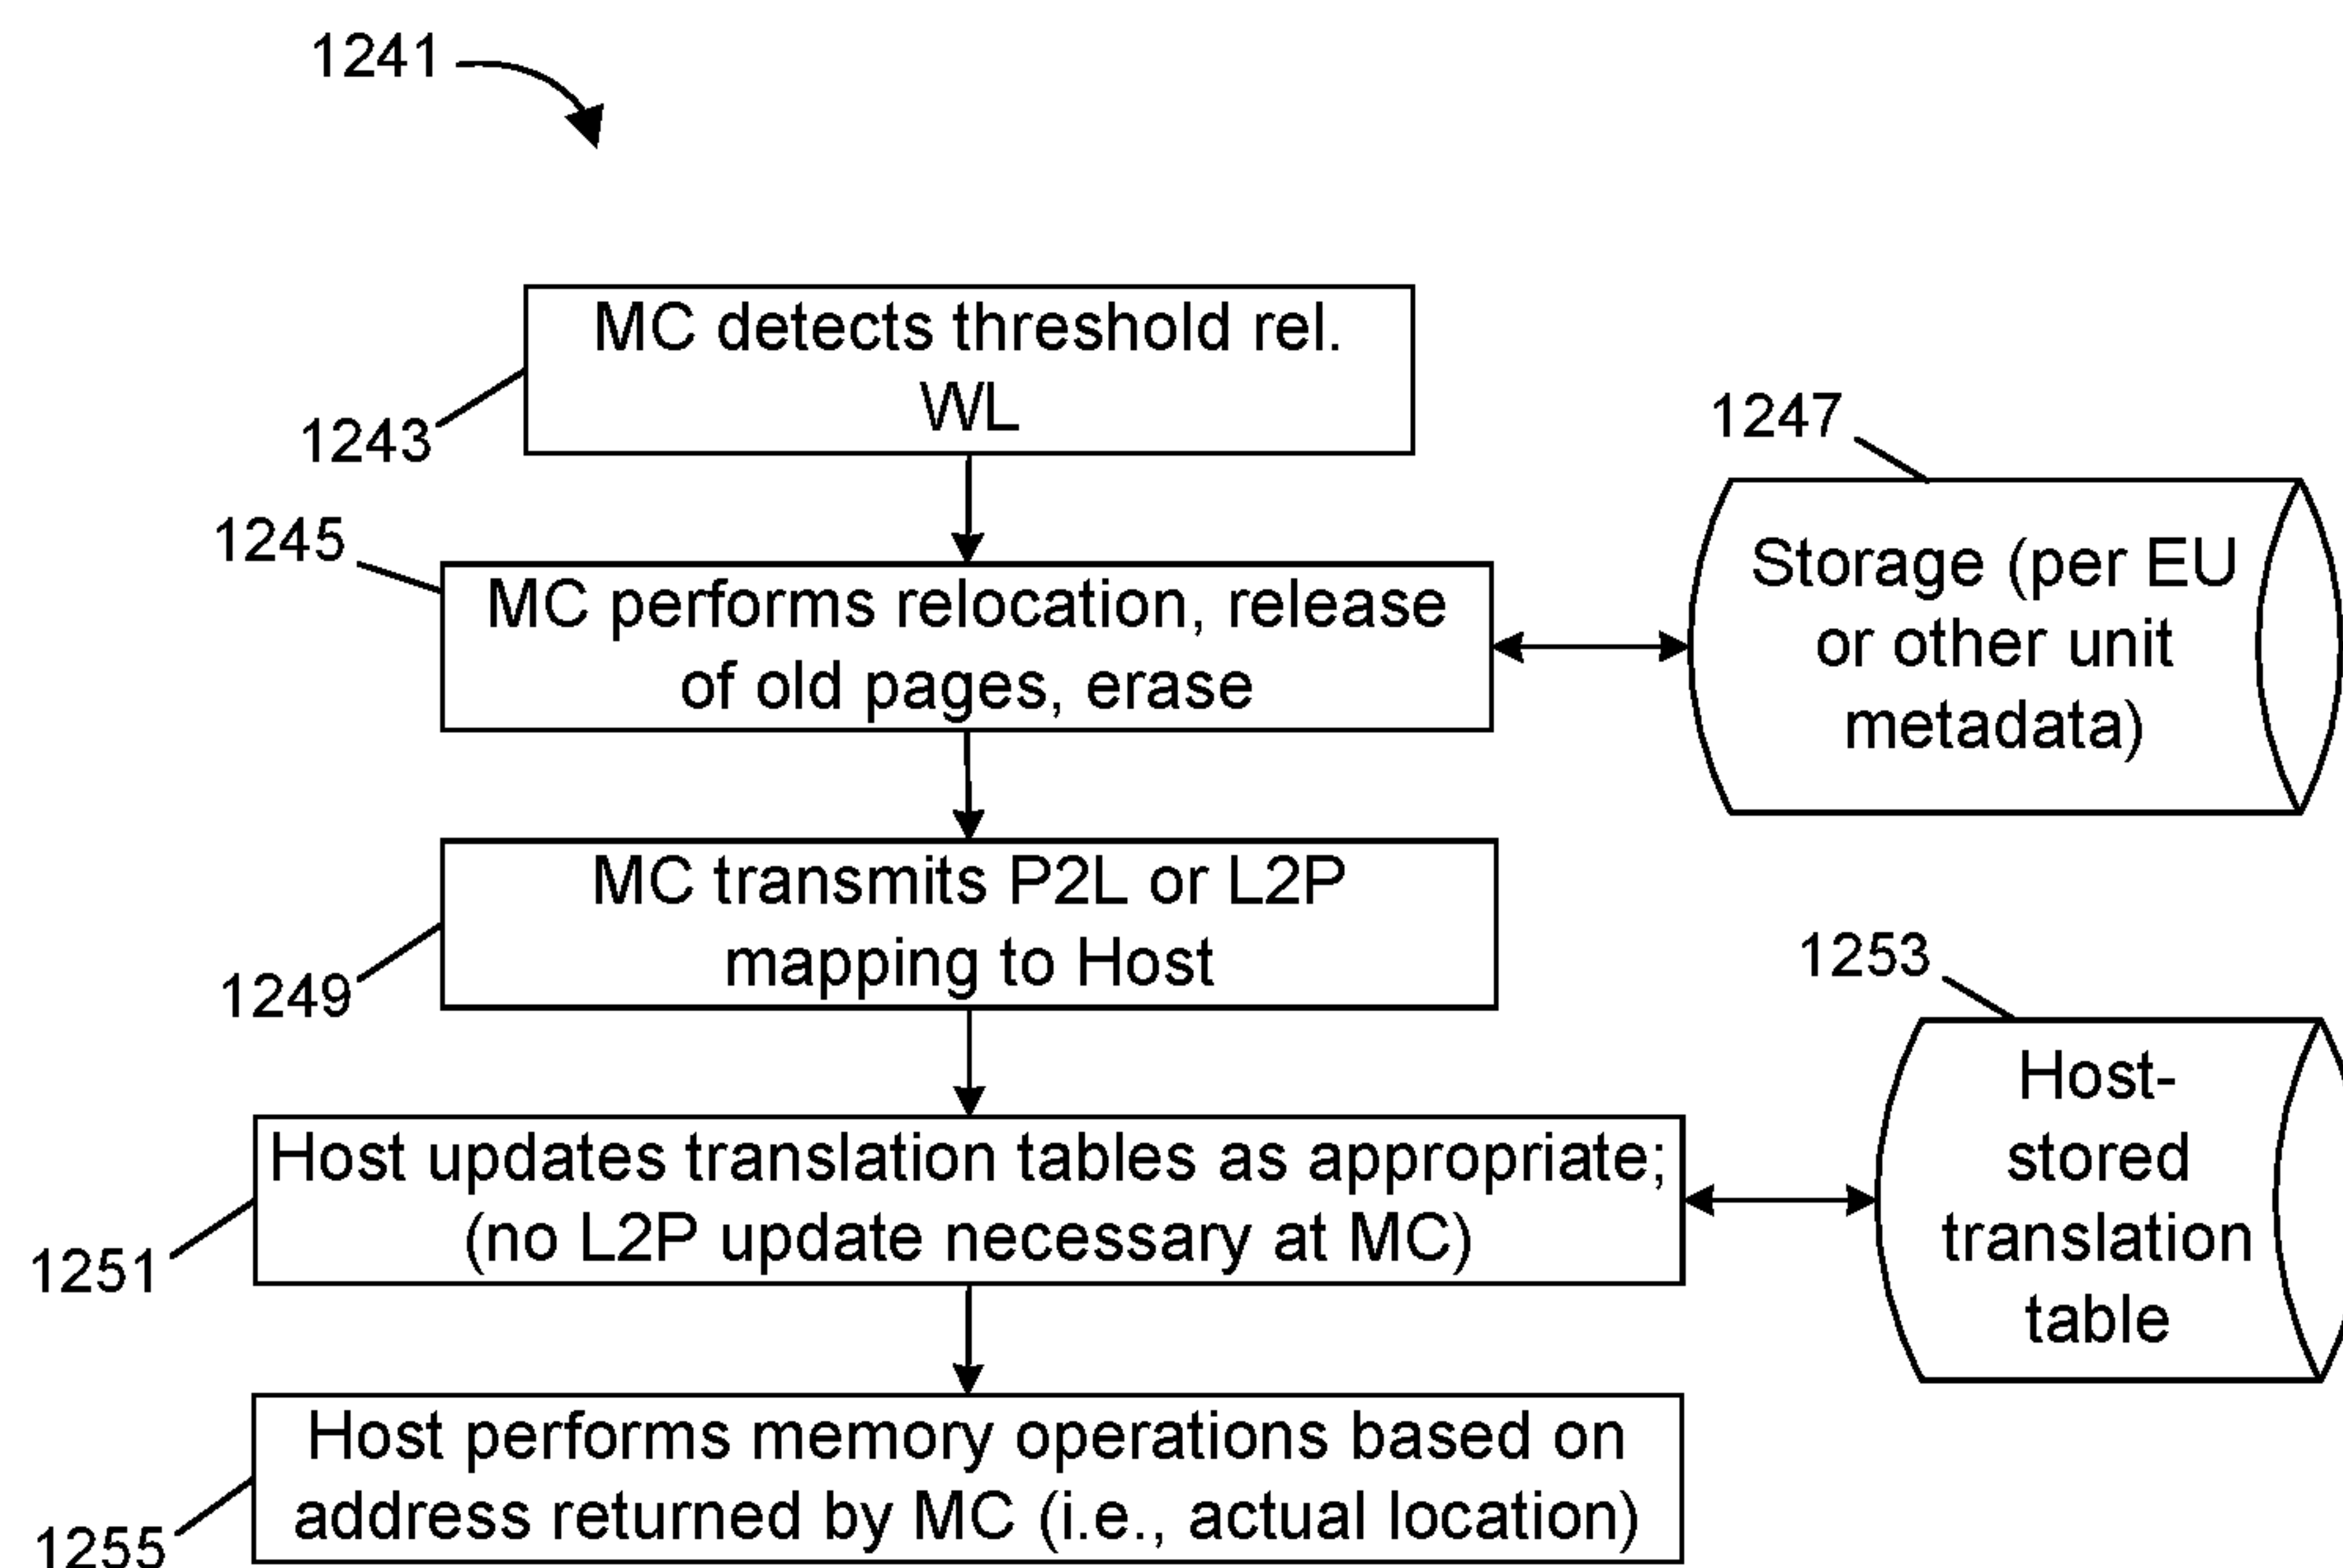 1241
MC detects threshold rel.
WL
1243
1247
1245
MC performs relocation, release
of old pages, erase
Storage (per EU
or other unit
metadata)
MC transmits P2L or L2P
mapping to Host
1249
1253
Host updates translation tables as appropriate;
(no L2P update necessary at MC)
1251
Host-
stored
translation
table
Host performs memory operations based on
address returned by MC (i.e., actual location)
1255